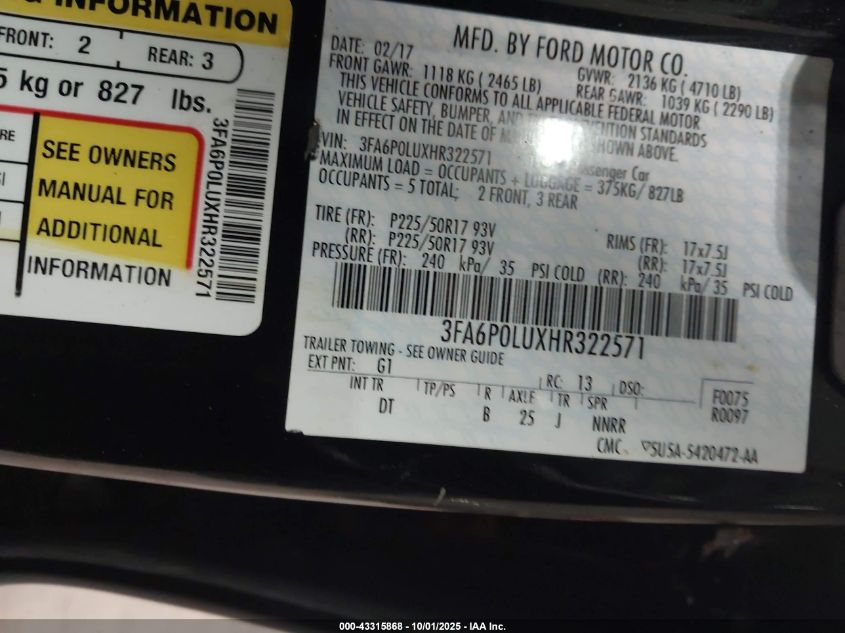 G INFORMATION
FRONT: 2
REAR: 3
5 kg or 827 lbs.
SEE OWNERS
MANUAL FOR
ADDITIONAL
INFORMATION
3FA6P0LUXHR322571
MFD. BY FORD MOTOR CO.
DATE: 02/17
GVWR: 2136 KG ( 4710 LB)
FRONT GAWR: 1118 KG ( 2465 LB)
REAR GAWR: 1039 KG ( 2290 LB)
THIS VEHICLE CONFORMS TO ALL APPLICABLE FEDERAL MOTOR
VEHICLE SAFETY, BUMPER, AND PREVENTION STANDARDS
IN EFFECT ON THE DATE OF SHOWN ABOVE.
VIN: 3FA6P0LUXHR322571 Passenger Car
MAXIMUM LOAD = OCCUPANTS + LUGGAGE = 375KG/ 827LB
OCCUPANTS = 5 TOTAL; 2 FRONT, 3 REAR
TIRE (FR): P225/50R17 93V RIMS (FR): 17x7.5J
(RR): P225/50R17 93V (RR): 17x7.5J
PRESSURE (FR): 240 kPa/ 35 PSI COLD (RR): 240 kPa/ 35 PSI COLD
3FA6P0LUXHR322571
TRAILER TOWING - SEE OWNER GUIDE
EXT PNT: G1 RC: 13 DSO: F0075
INT TR TP/PS R AXLE TR SPR R0097
DT B 25 J NNRR
CMC 5U5A-5420472-AA
000-43315868 - 10/01/2025 - IAA Inc.